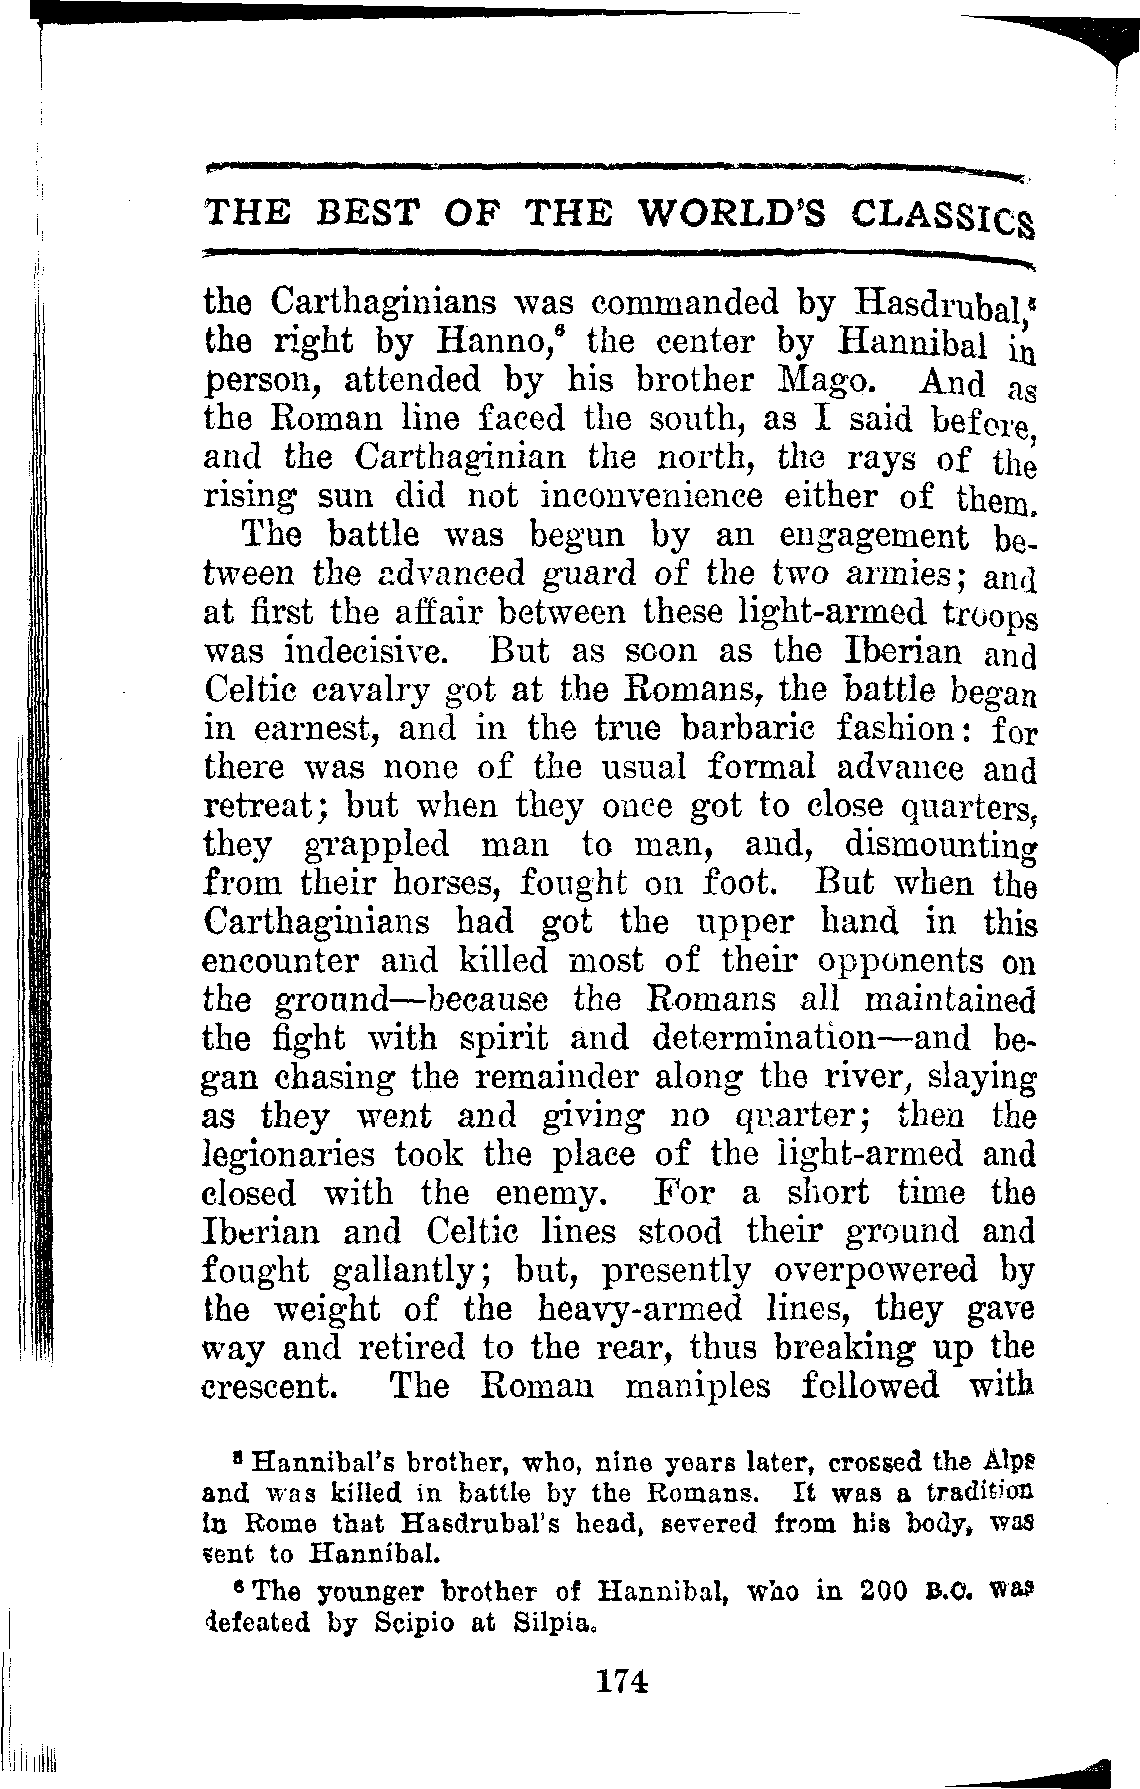 THE BEST OF THE WORLD'S CLASSICS
the Carthaginians was commanded by Hasdrubal,⁵
the right by Hanno,⁶ the center by Hannibal in
person, attended by his brother Mago. And as
the Roman line faced the south, as I said before,
and the Carthaginian the north, the rays of the
rising sun did not inconvenience either of them.
The battle was begun by an engagement be-
tween the advanced guard of the two armies; and
at first the affair between these light-armed troops
was indecisive. But as soon as the Iberian and
Celtic cavalry got at the Romans, the battle began
in earnest, and in the true barbaric fashion: for
there was none of the usual formal advance and
retreat; but when they once got to close quarters,
they grappled man to man, and, dismounting
from their horses, fought on foot. But when the
Carthaginians had got the upper hand in this
encounter and killed most of their opponents on
the ground—because the Romans all maintained
the fight with spirit and determination—and be-
gan chasing the remainder along the river, slaying
as they went and giving no quarter; then the
legionaries took the place of the light-armed and
closed with the enemy. For a short time the
Iberian and Celtic lines stood their ground and
fought gallantly; but, presently overpowered by
the weight of the heavy-armed lines, they gave
way and retired to the rear, thus breaking up the
crescent. The Roman maniples followed with
⁵ Hannibal's brother, who, nine years later, crossed the Alps
and was killed in battle by the Romans. It was a tradition
in Rome that Hasdrubal's head, severed from his body, was
sent to Hannibal.
⁶ The younger brother of Hannibal, who in 200 B.C. was
defeated by Scipio at Silpia.
174